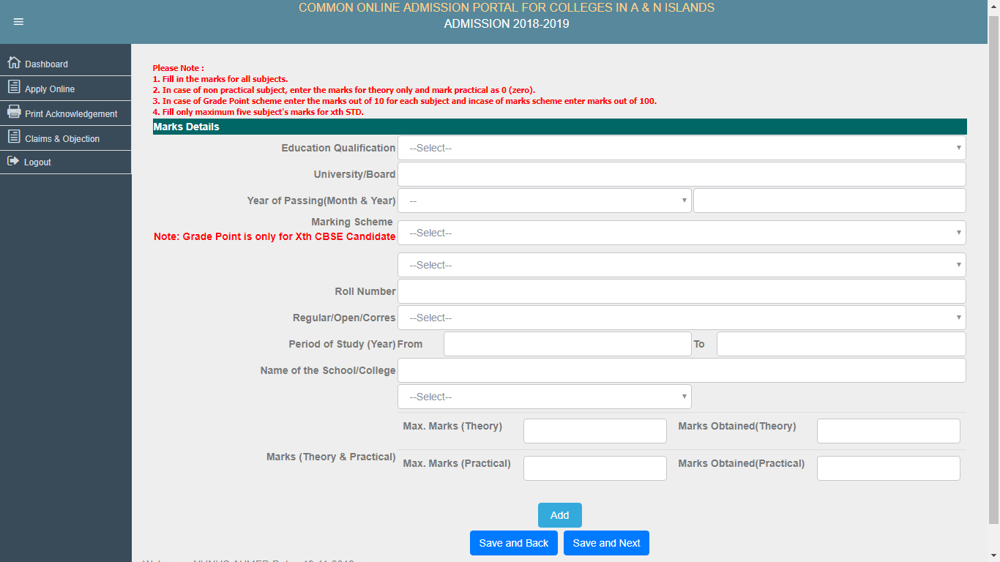 COMMON ONLINE ADMISSION PORTAL FOR COLLEGES IN A & N ISLANDS
ADMISSION 2018-2019
Dashboard
Apply Online
Print Acknowledgement
Claims & Objection
Logout
Please Note :
1. Fill in the marks for all subjects.
2. In case of non practical subject, enter the marks for theory only and mark practical as 0 (zero).
3. In case of Grade Point scheme enter the marks out of 10 for each subject and incase of marks scheme enter marks out of 100.
4. Fill only maximum five subject's marks for xth STD.
Marks Details
Education Qualification --Select--
University/Board
Year of Passing(Month & Year) --
Marking Scheme
Note: Grade Point is only for Xth CBSE Candidate --Select--
--Select--
Roll Number
Regular/Open/Corres --Select--
Period of Study (Year) From To
Name of the School/College
--Select--
Max. Marks (Theory) Marks Obtained(Theory)
Marks (Theory & Practical)
Max. Marks (Practical) Marks Obtained(Practical)
Add
Save and Back Save and Next